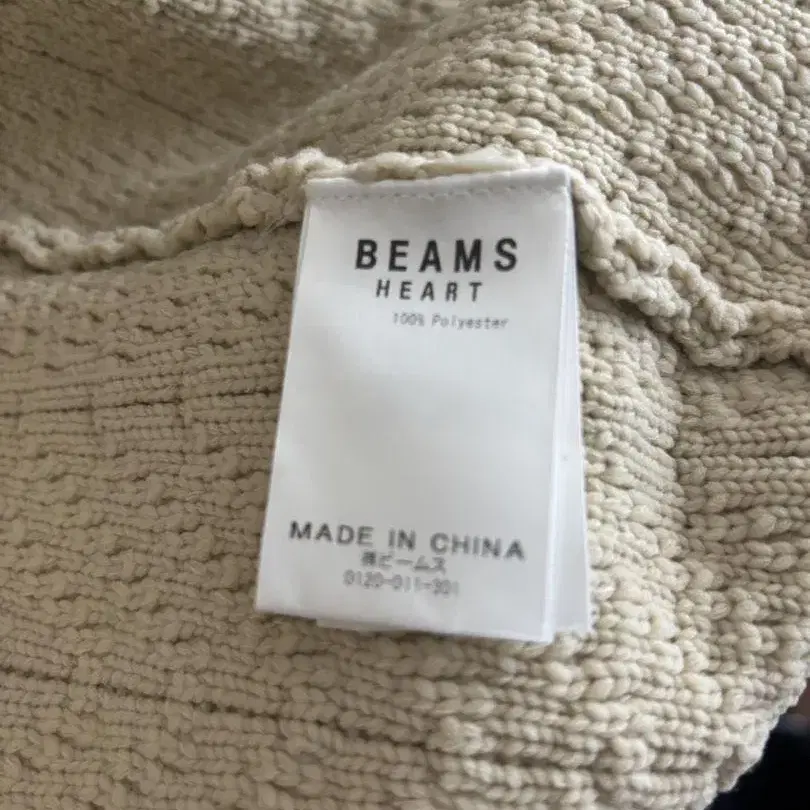 BEAMS
HEART
100% Polyester
MADE IN CHINA
㈱ビームス
0120-011-301